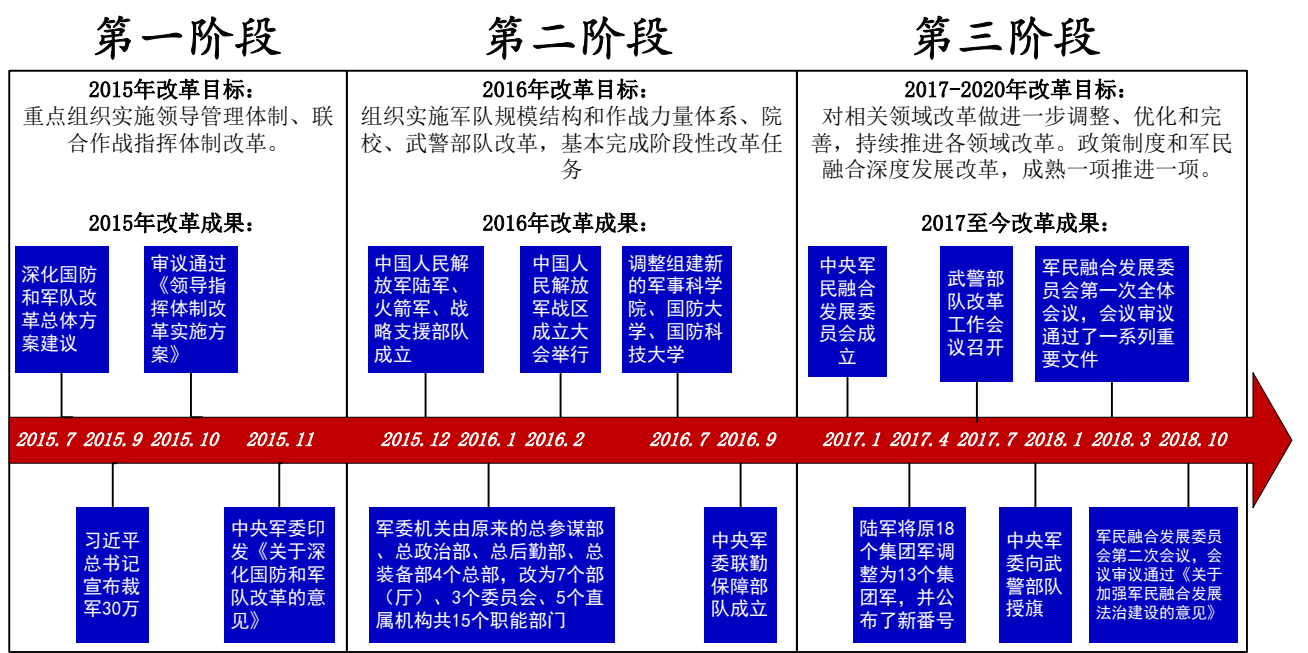 第一阶段
第二阶段
第三阶段
2015年改革目标：
重点组织实施领导管理体制、联
合作战指挥体制改革。
2015年改革成果：
2016年改革目标：
组织实施军队规模结构和作战力量体系、院
校、武警部队改革，基本完成阶段性改革任
务
2016年改革成果：
2017-2020年改革目标：
对相关领域改革做进一步调整、优化和完
善，持续推进各领域改革。政策制度和军民
融合深度发展改革，成熟一项推进一项。
2017至今改革成果：
深化国防
和军队改
革总体方
案建议
审议通过
《领导指
挥体制改
革实施方
案》
中国人民解
放军陆军、
火箭军、战
略支援部队
成立
中国人
民解放
军战区
成立大
会举行
调整组建新
的军事科学
院、国防大
学、国防科
技大学
中央军
民融合
发展委
员会成
立
武警部
队改革
工作会
议召开
军民融合发展委
员会第一次全体
会议，会议审议
通过了一系列重
要文件
2015.7 2015.9 2015.10 2015.11 2015.12 2016.1 2016.2 2016.7 2016.9 2017.1 2017.4 2017.7 2018.1 2018.3 2018.10
习近平
总书记
宣布裁
军30万
中央军委印
发《关于深
化国防和军
队改革的意
见》
军委机关由原来的总参谋部
、总政治部、总后勤部、总
装备部4个总部，改为7个部
（厅）、3个委员会、5个直
属机构共15个职能部门
中央军
委联勤
保障部
队成立
陆军将原18
个集团军调
整为13个集
团军，并公
布了新番号
中央军
委向武
警部队
授旗
军民融合发展委员
会第二次会议，会
议审议通过《关于
加强军民融合发展
法治建设的意见》